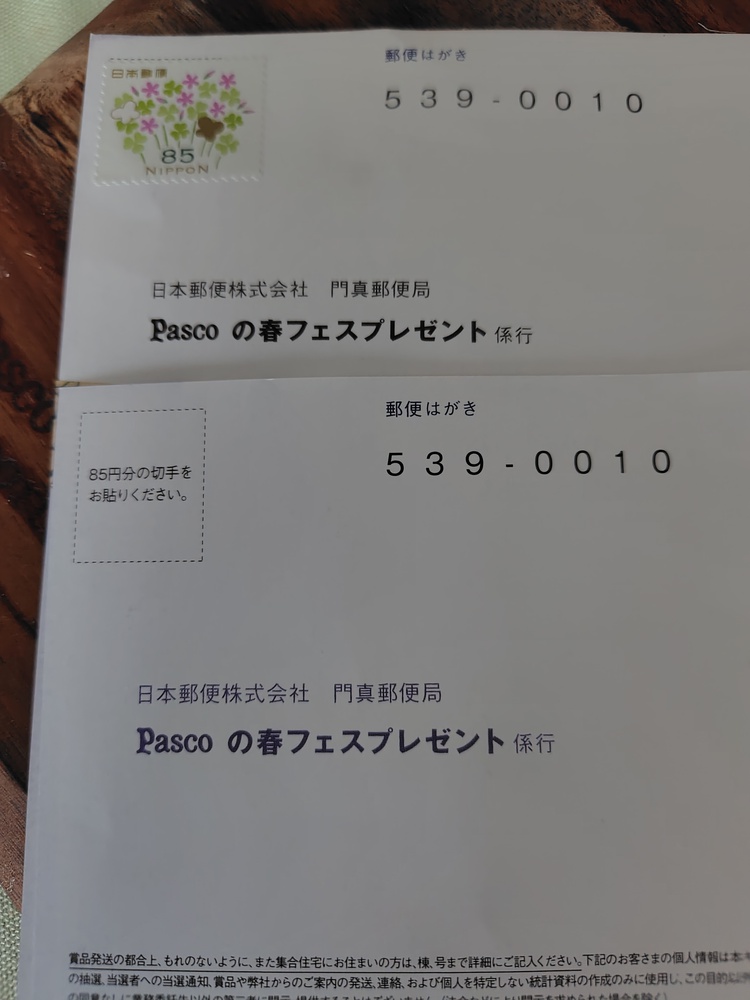 日本郵便
85
NIPPON
郵便はがき
539-0010
日本郵便株式会社 門真郵便局
Pasco の春フェスプレゼント 係行
85円分の切手を
お貼りください。
郵便はがき
539-0010
日本郵便株式会社 門真郵便局
Pasco の春フェスプレゼント 係行
賞品発送の都合上、もれのないように、また集合住宅にお住まいの方は、棟、号まで詳細にご記入ください。下記のお客さまの個人情報は本
の抽選、当選者への当選通知、賞品や弊社からのご案内の発送、連絡、および個人を特定しない統計資料の作成のみに使用し、この目的以